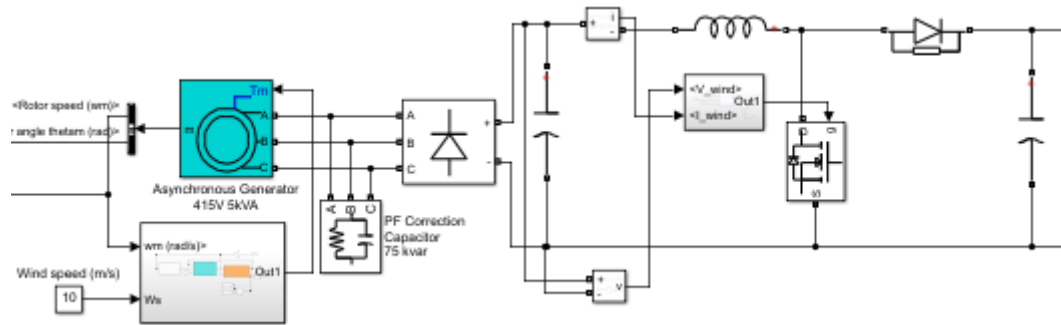 <Rotor speed (wm)>
r angle thetam (rad)>
m
Tm
A
B
C
Asynchronous Generator
415V 5kVA
A
B
C
+
-
A
B
C
PF Correction
Capacitor
75 kvar
wm (rad/s)>
Out1
Ws
Wind speed (m/s)
10
+
-
i
<V_wind>
<I_wind>
Out1
D
g
S
+
-
v